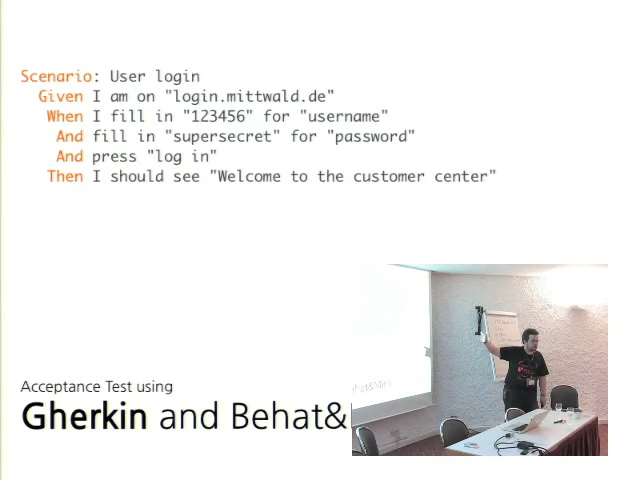 Scenario: User login
Given I am on "login.mittwald.de"
When I fill in "123456" for "username"
And fill in "supersecret" for "password"
And press "log in"
Then I should see "Welcome to the customer center"
Acceptance Test using
Gherkin and Behat&